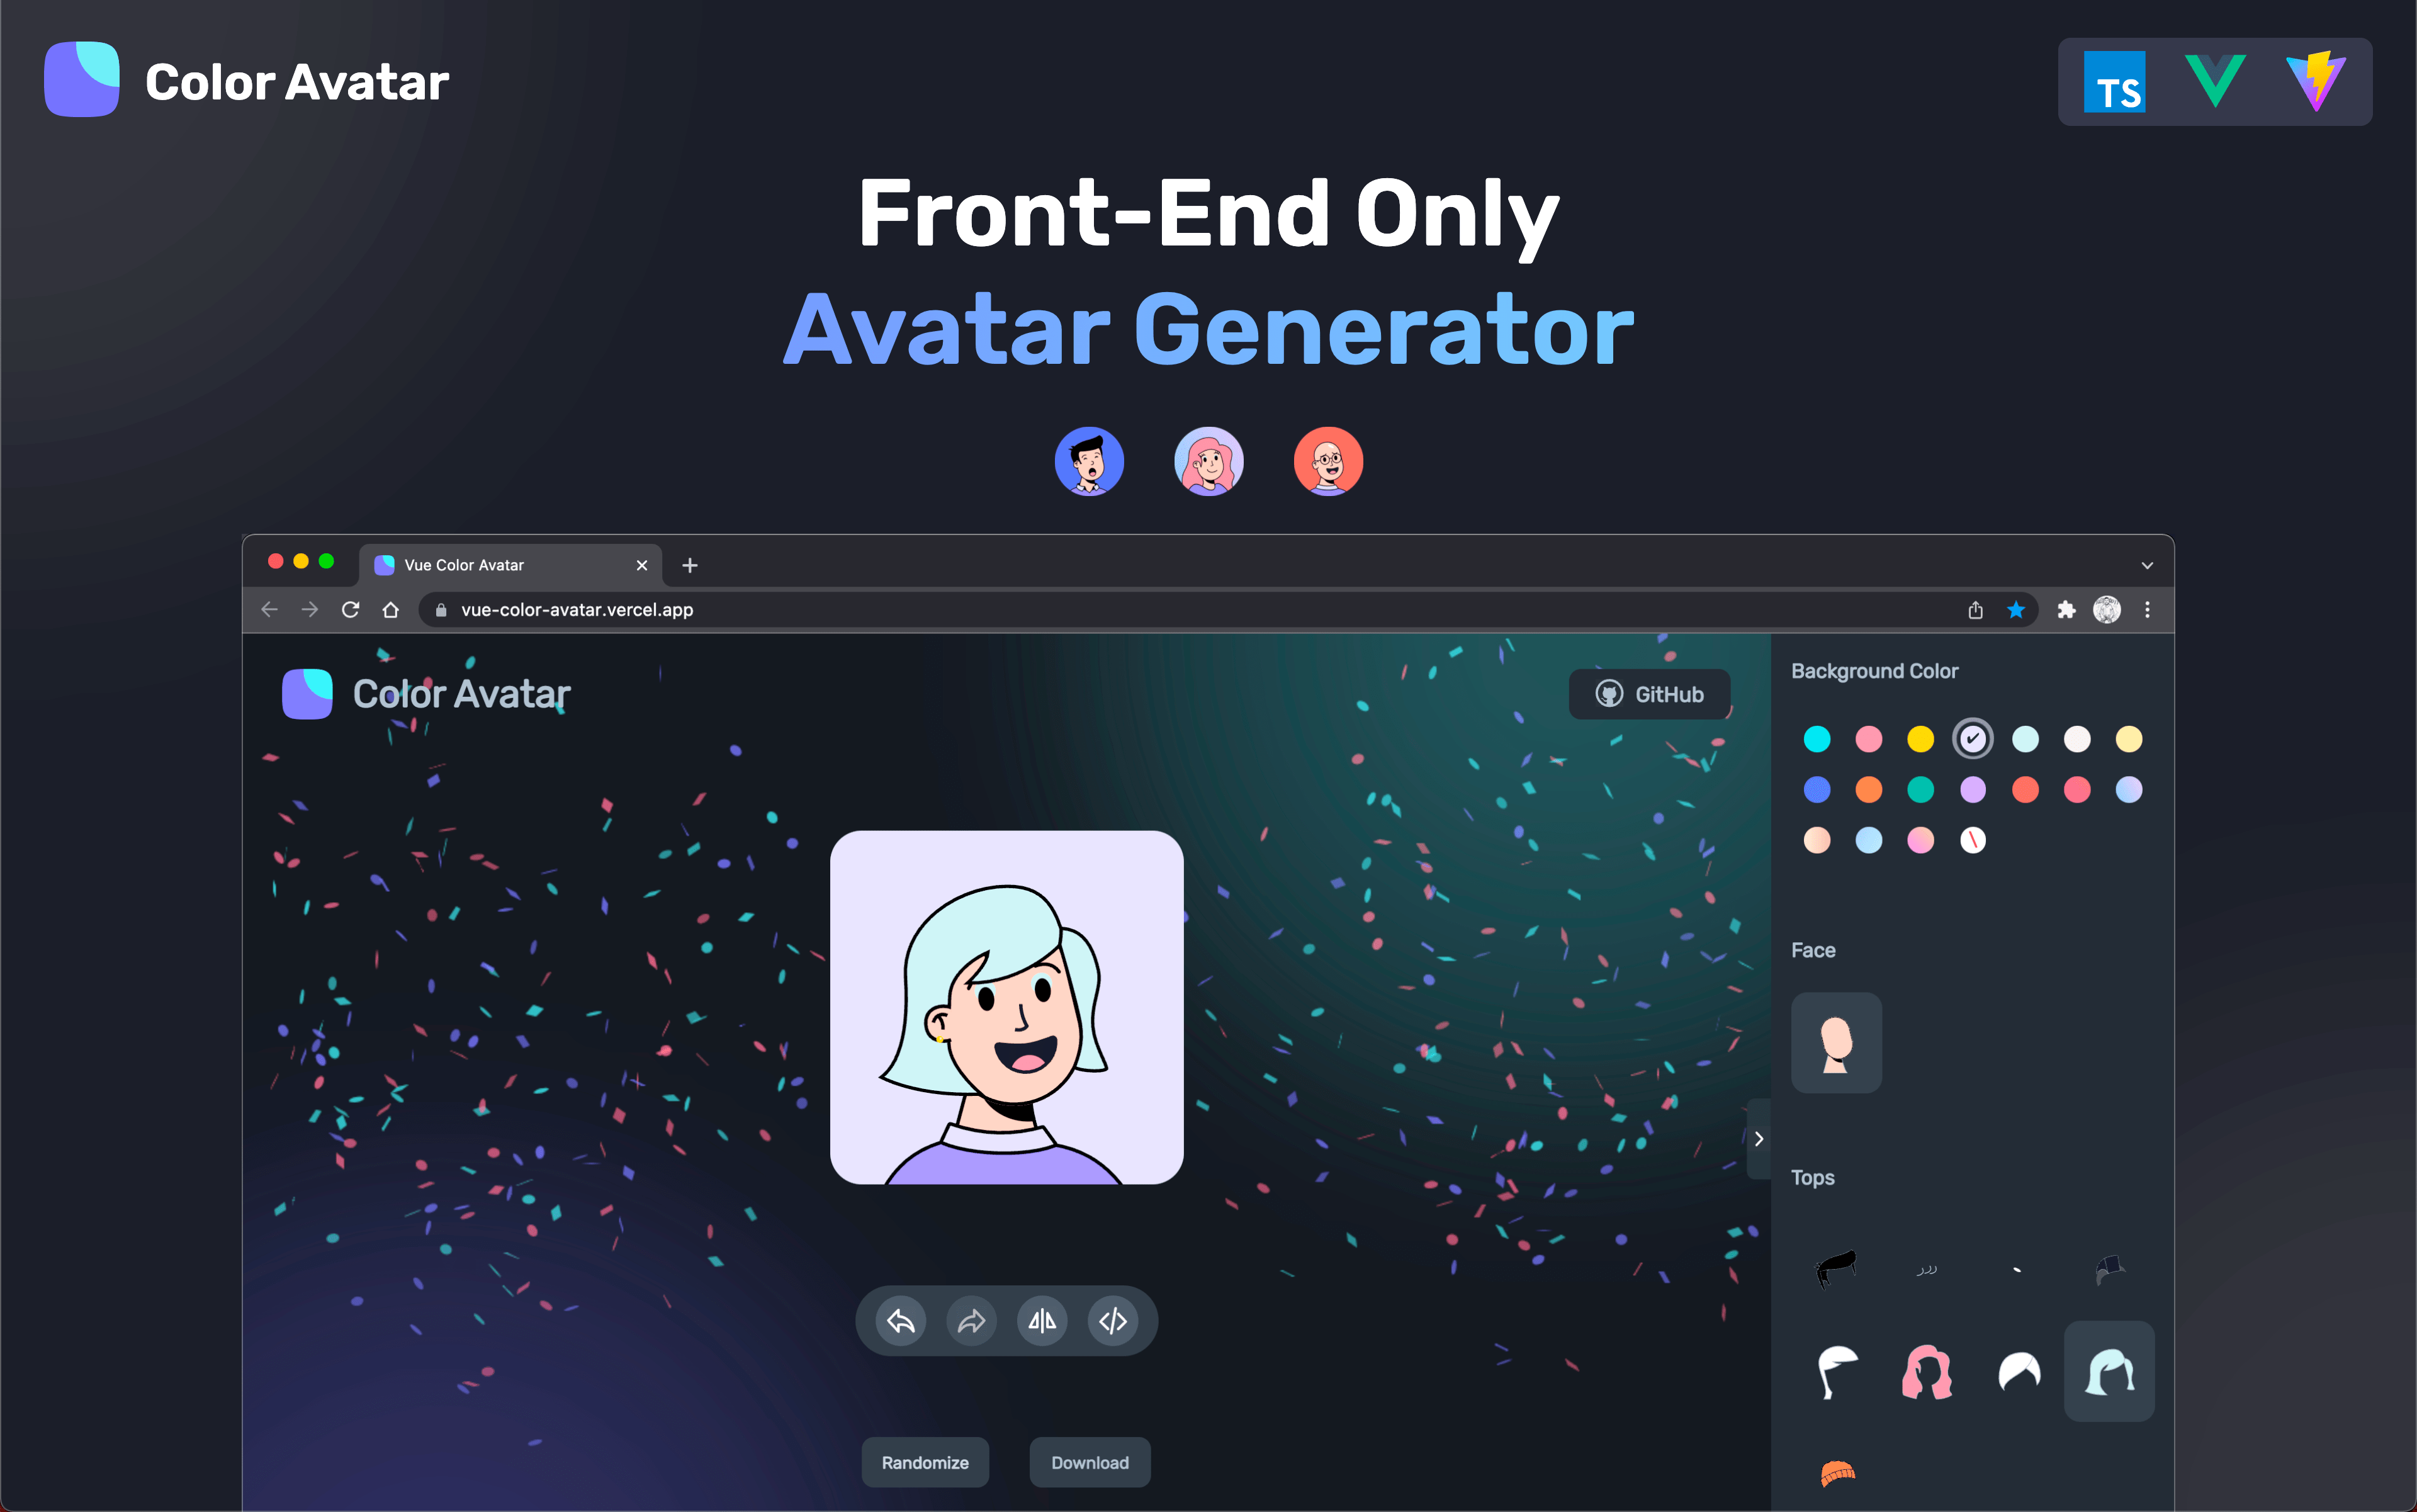 Color Avatar
TS
Front-End Only
Avatar Generator
Vue Color Avatar
vue-color-avatar.vercel.app
Color Avatar
GitHub
Background Color
Face
Tops
Randomize
Download